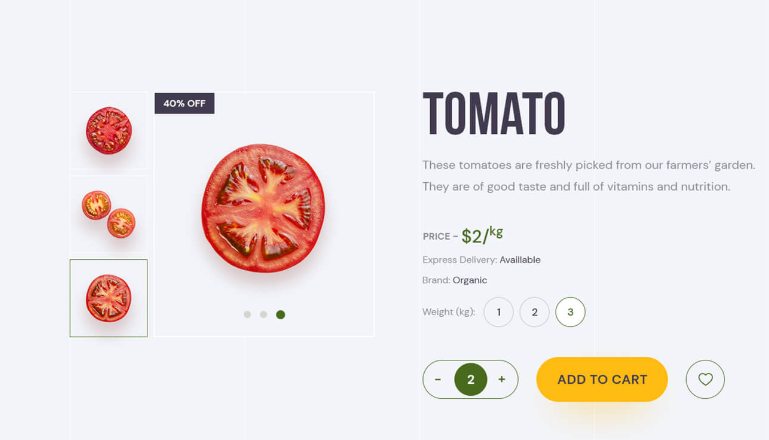 40% OFF
TOMATO
These tomatoes are freshly picked from our farmers' garden.
They are of good taste and full of vitamins and nutrition.
PRICE - $2/kg
Express Delivery: Availlable
Brand: Organic
Weight (kg): 1 2 3
- 2 + ADD TO CART